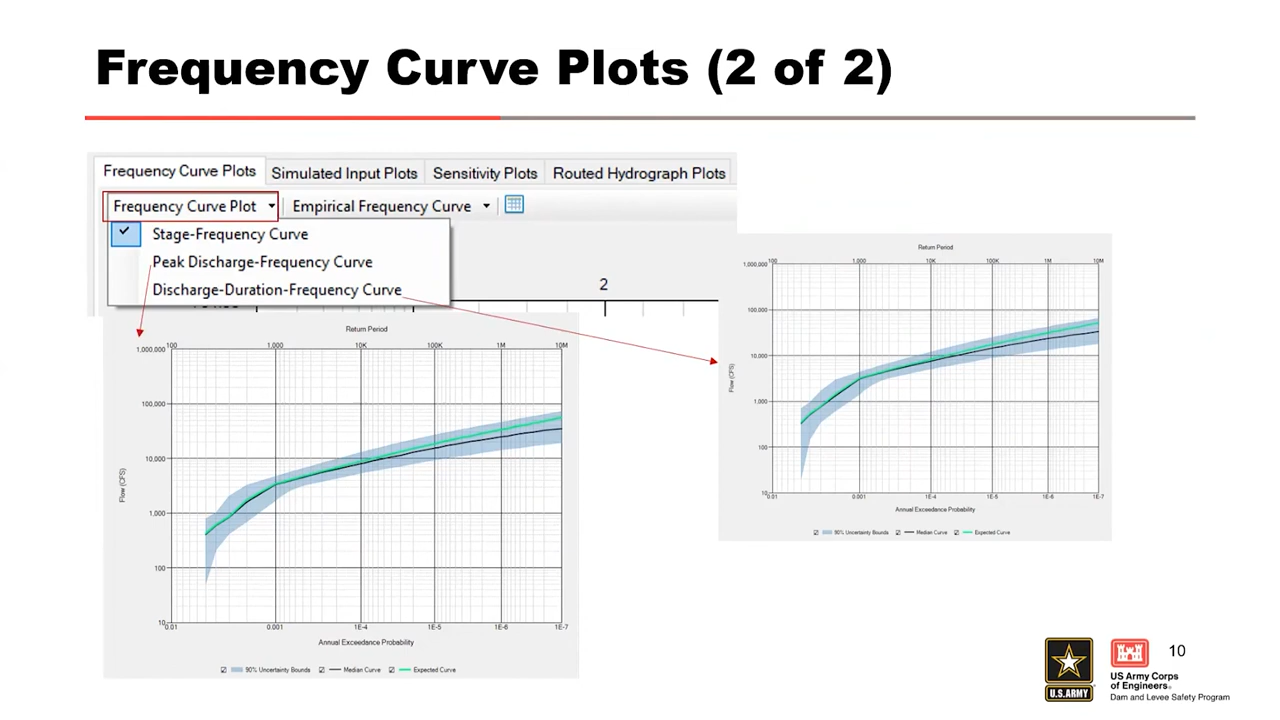 Frequency Curve Plots (2 of 2)
Frequency Curve Plots Simulated Input Plots Sensitivity Plots Routed Hydrograph Plots
Frequency Curve Plot Empirical Frequency Curve
Stage-Frequency Curve
Peak Discharge-Frequency Curve
Discharge-Duration-Frequency Curve
2
Return Period
100 1,000 10K 100K 1M 10M
1,000,000
100,000
10,000
1,000
100
10
Flow (CFS)
0.01 0.001 1E-4 1E-5 1E-6 1E-7
Annual Exceedance Probability
90% Uncertainty Bounds Median Curve Expected Curve
Return Period
100 1,000 10K 100K 1M 10M
1,000,000
100,000
10,000
1,000
100
10
Flow (CFS)
0.01 0.001 1E-4 1E-5 1E-6 1E-7
Annual Exceedance Probability
90% Uncertainty Bounds Median Curve Expected Curve
U.S.ARMY
US Army Corps
of Engineers®
Dam and Levee Safety Program
10